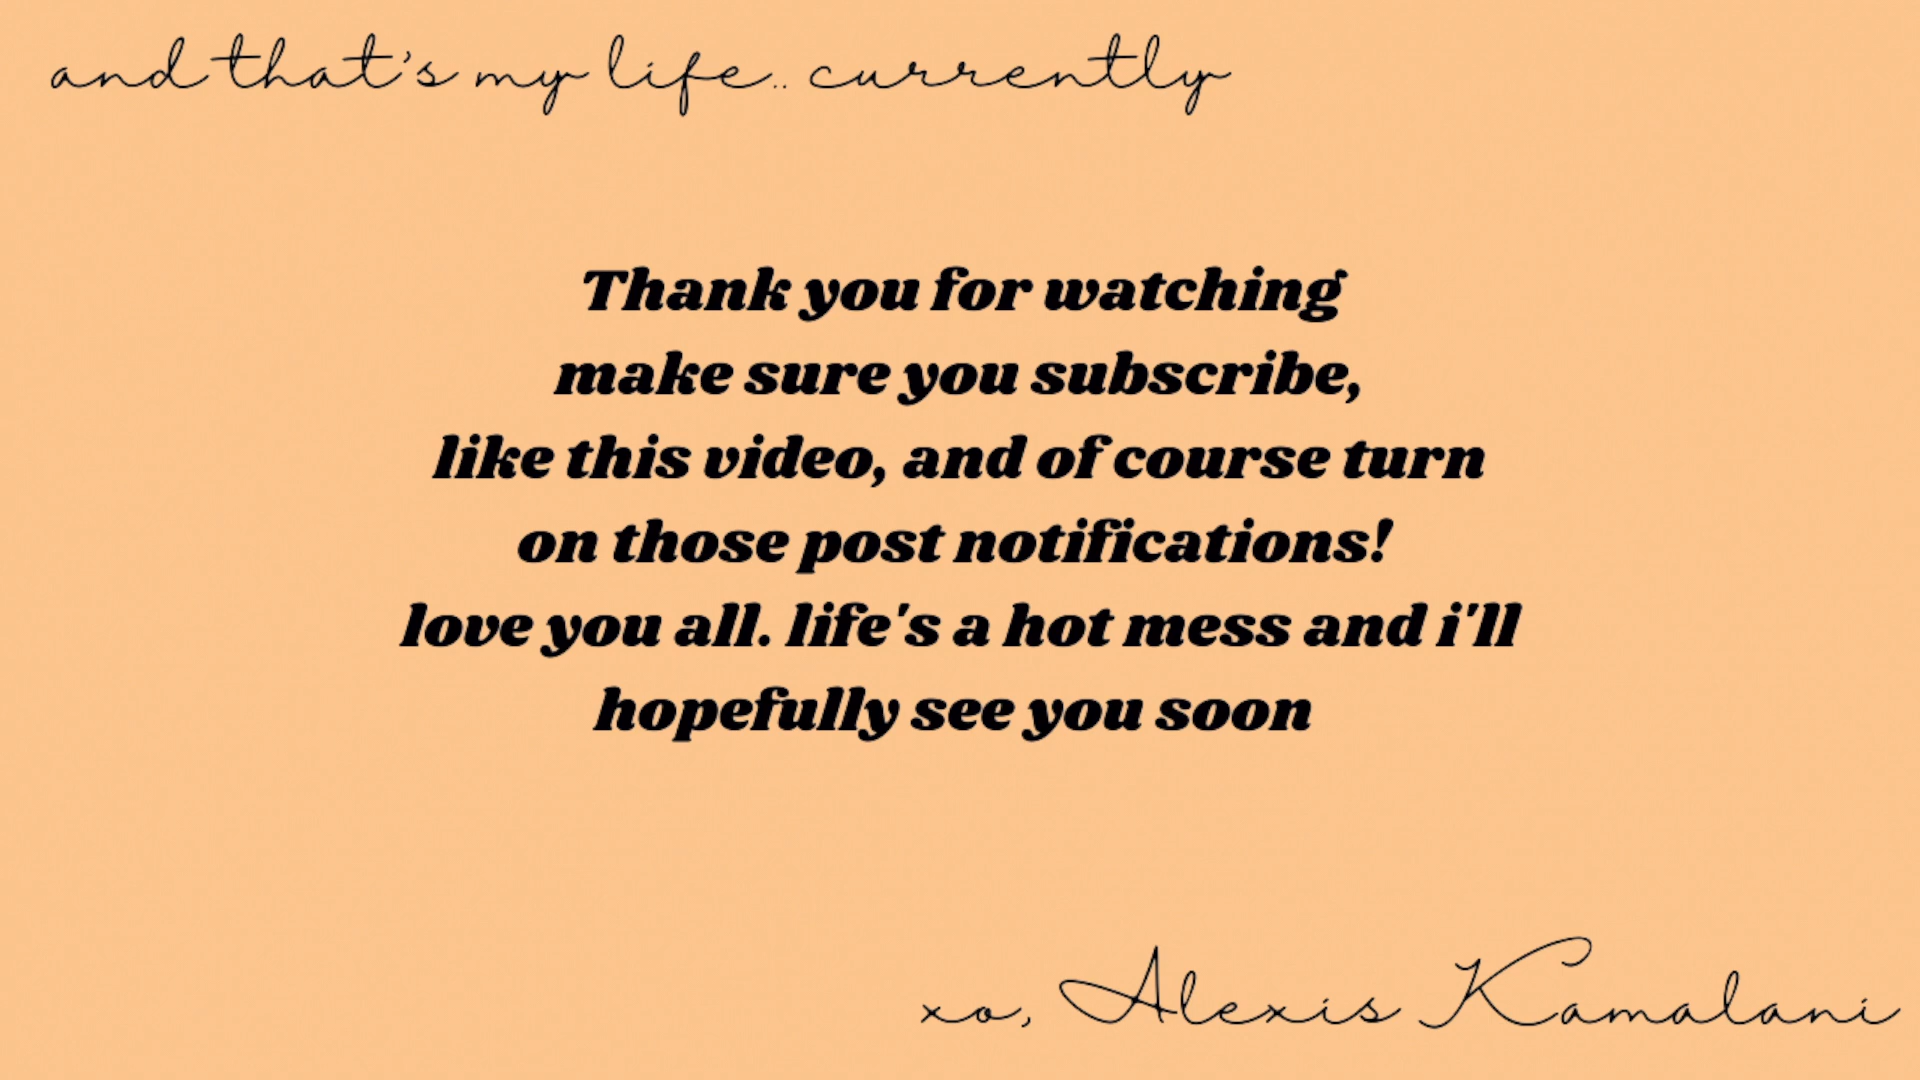 and that's my life.. currently
Thank you for watching
make sure you subscribe,
like this video, and of course turn
on those post notifications!
love you all. life's a hot mess and i'll
hopefully see you soon
xo, Alexis Kamalani